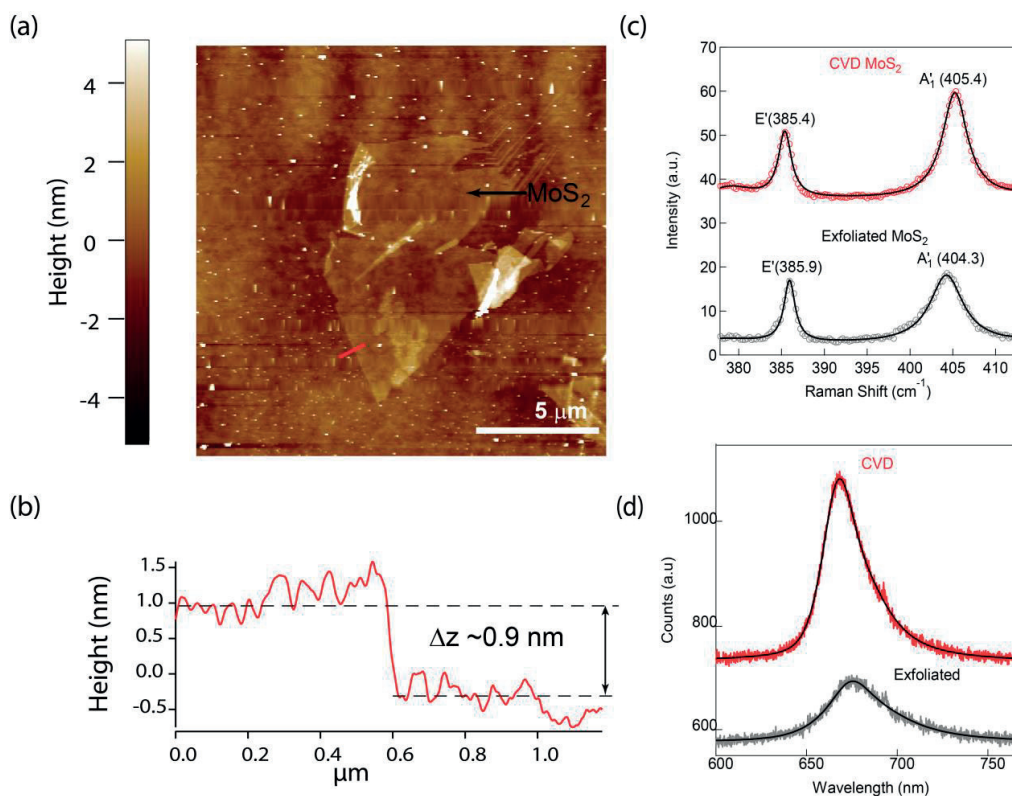 (a)
Height (nm)
4
2
0
-2
-4
MoS₂
5 μm
(b)
Height (nm)
1.5
1.0
0.5
0.0
-0.5
Δz ~0.9 nm
0.0 0.2 0.4 0.6 0.8 1.0
μm
(c)
Intensity (a.u.)
70
60
50
40
30
20
10
0
CVD MoS₂
E'(385.4)
A'₁ (405.4)
Exfoliated MoS₂
E'(385.9)
A'₁ (404.3)
380 385 390 395 400 405 410
Raman Shift (cm⁻¹)
(d)
Counts (a.u)
1000
800
600
CVD
Exfoliated
600 650 700 750
Wavelength (nm)